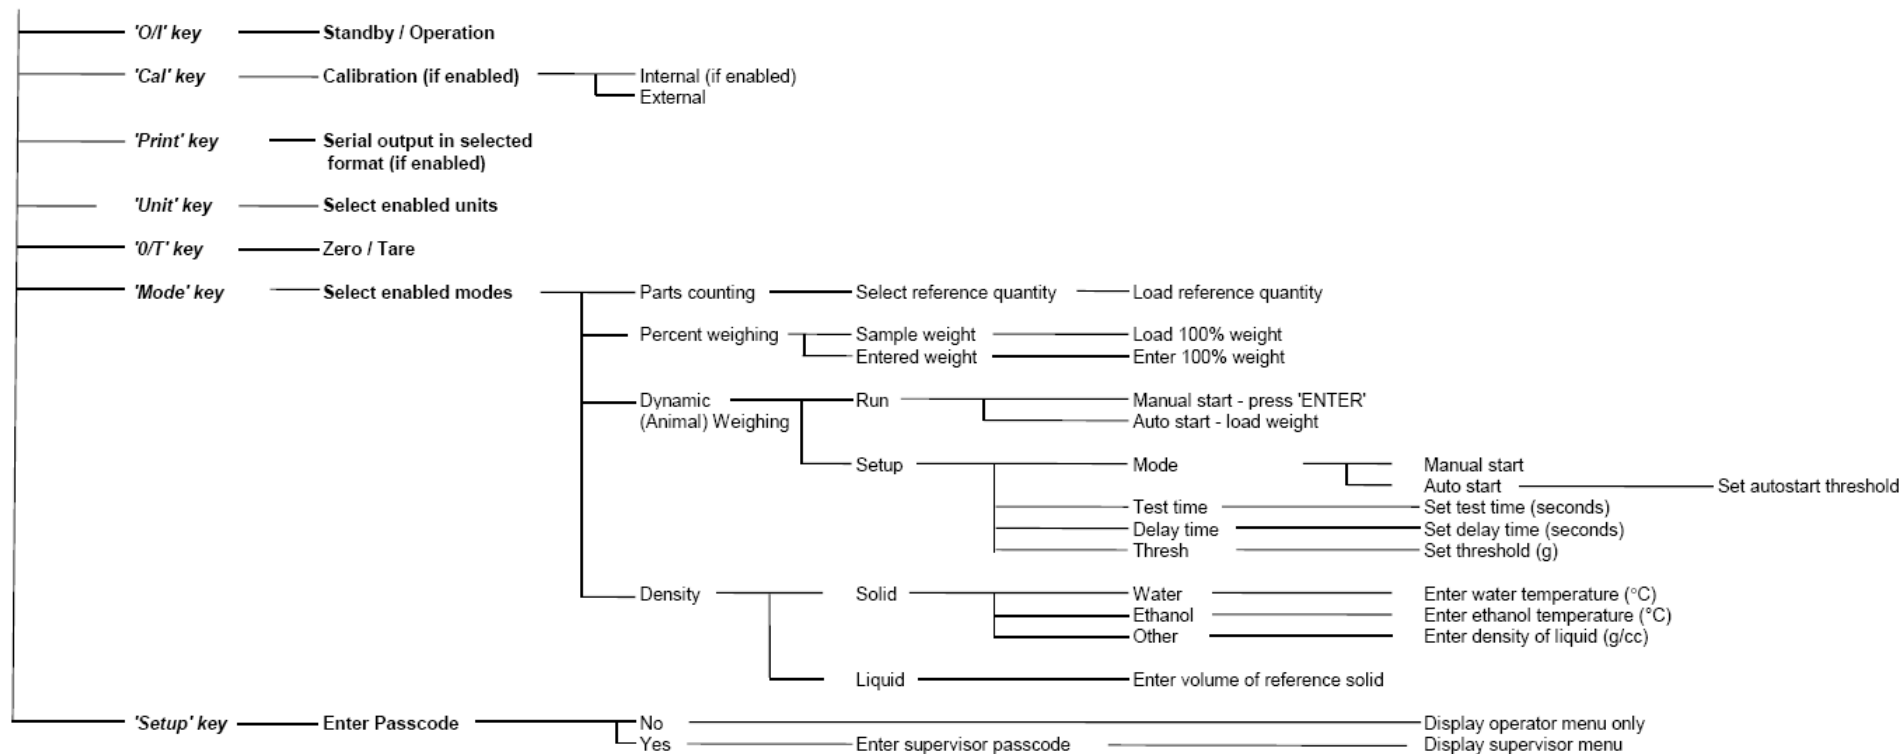 'O/I' key Standby / Operation
'Cal' key Calibration (if enabled) Internal (if enabled)
External
'Print' key Serial output in selected
format (if enabled)
'Unit' key Select enabled units
'0/T' key Zero / Tare
'Mode' key Select enabled modes Parts counting Select reference quantity Load reference quantity
Percent weighing Sample weight Load 100% weight
Entered weight Enter 100% weight
Dynamic Run Manual start - press 'ENTER'
(Animal) Weighing Auto start - load weight
Setup Mode Manual start
Auto start Set autostart threshold
Test time Set test time (seconds)
Delay time Set delay time (seconds)
Thresh Set threshold (g)
Density Solid Water Enter water temperature (°C)
Ethanol Enter ethanol temperature (°C)
Other Enter density of liquid (g/cc)
Liquid Enter volume of reference solid
'Setup' key Enter Passcode No Display operator menu only
Yes Enter supervisor passcode Display supervisor menu